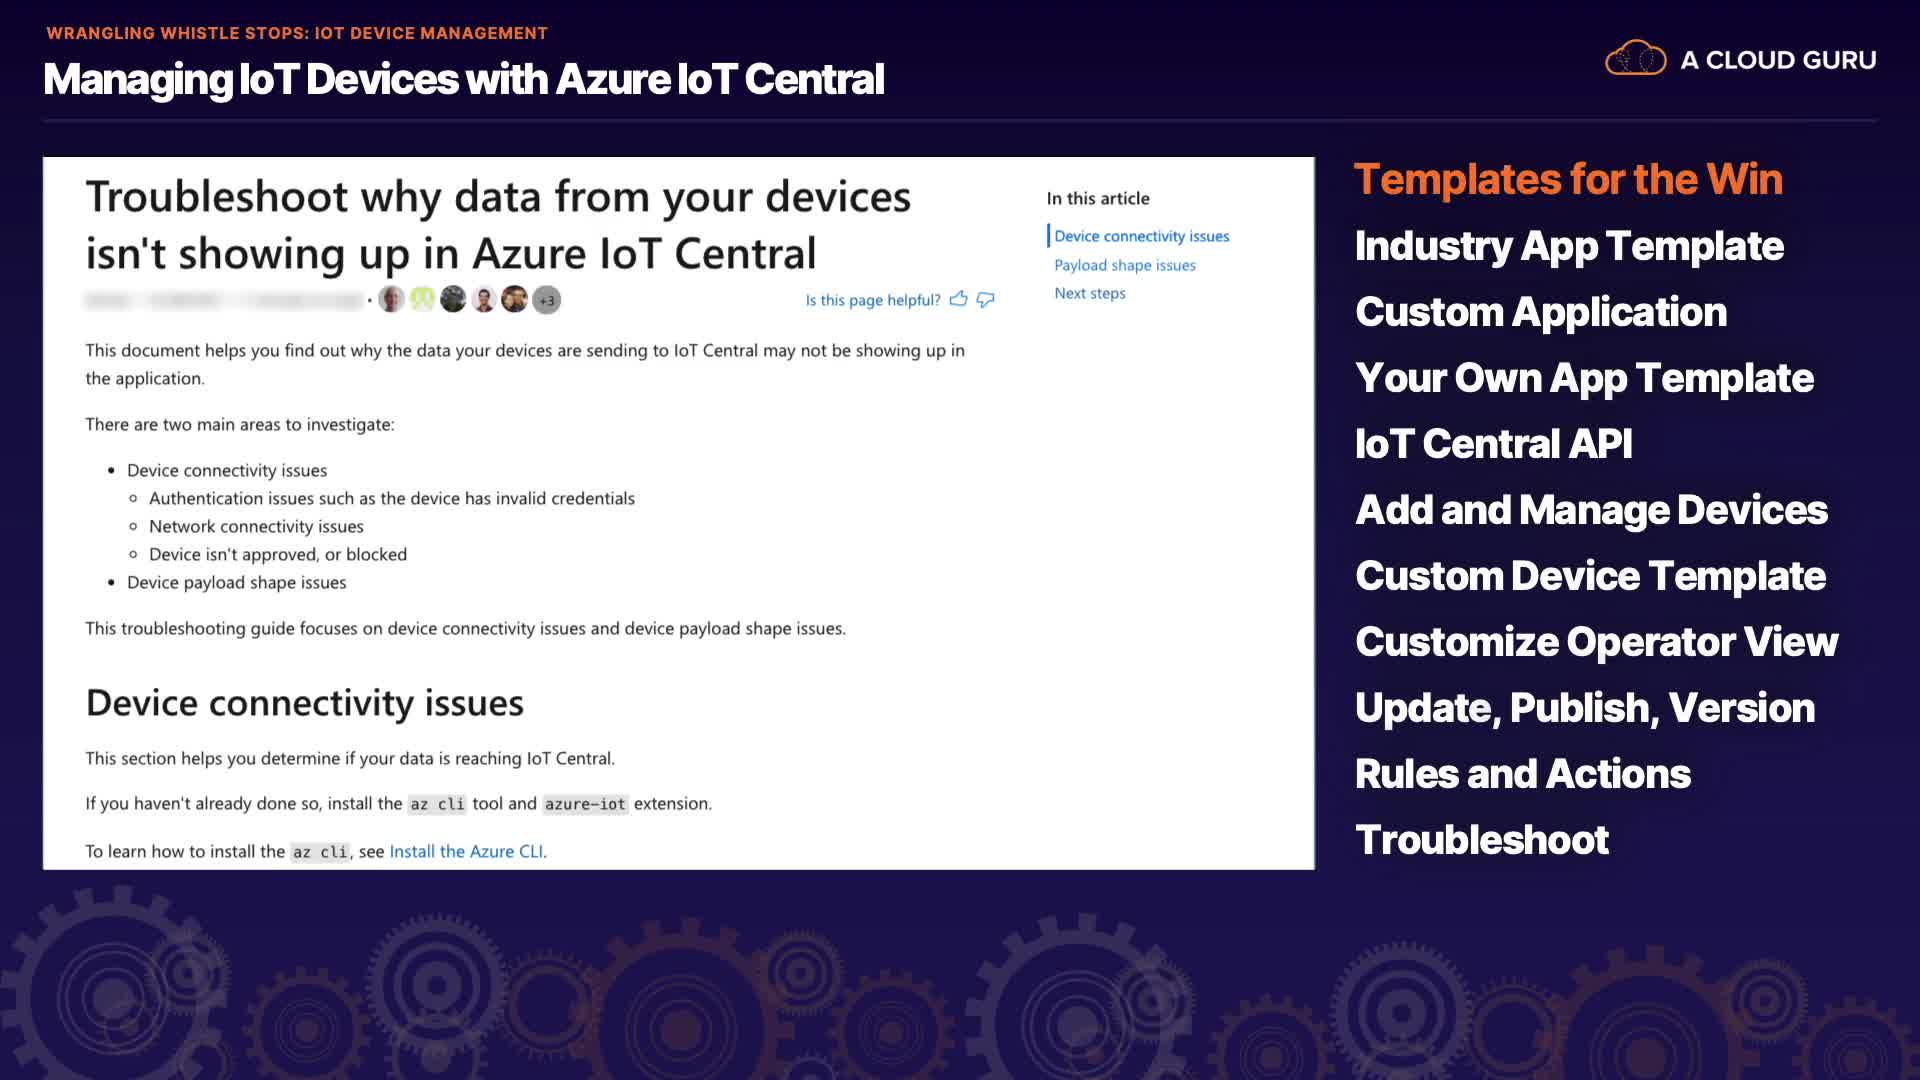 WRANGLING WHISTLE STOPS: IOT DEVICE MANAGEMENT
Managing IoT Devices with Azure IoT Central
A CLOUD GURU
Troubleshoot why data from your devices
isn't showing up in Azure IoT Central
+3
Is this page helpful?
This document helps you find out why the data your devices are sending to IoT Central may not be showing up in
the application.
There are two main areas to investigate:
• Device connectivity issues
Authentication issues such as the device has invalid credentials
Network connectivity issues
Device isn't approved, or blocked
• Device payload shape issues
This troubleshooting guide focuses on device connectivity issues and device payload shape issues.
Device connectivity issues
This section helps you determine if your data is reaching IoT Central.
If you haven't already done so, install the az cli tool and azure-iot extension.
To learn how to install the az cli, see Install the Azure CLI.
In this article
Device connectivity issues
Payload shape issues
Next steps
Templates for the Win
Industry App Template
Custom Application
Your Own App Template
IoT Central API
Add and Manage Devices
Custom Device Template
Customize Operator View
Update, Publish, Version
Rules and Actions
Troubleshoot